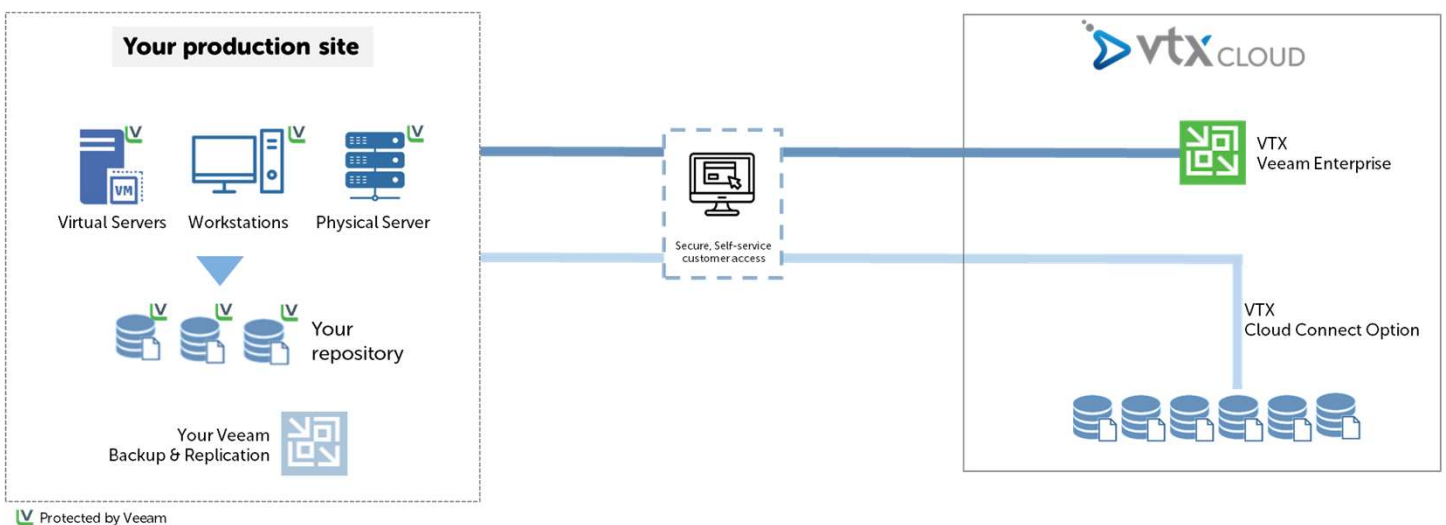 Your production site
vtx CLOUD
VM
Virtual Servers
Workstations
Physical Server
VTX
Veeam Enterprise
Secure, Self-service
customer access
Your
repository
VTX
Cloud Connect Option
Your Veeam
Backup & Replication
V Protected by Veeam